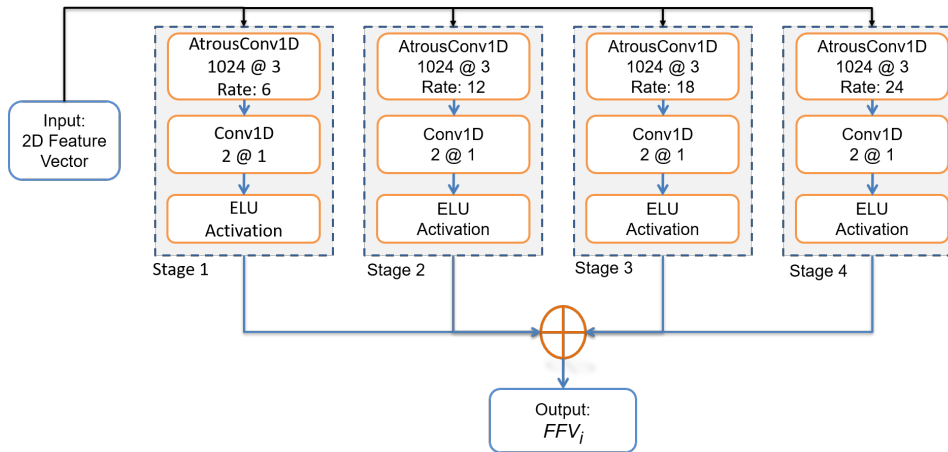 Input:
2D Feature
Vector
AtrousConv1D
1024 @ 3
Rate: 6
Conv1D
2 @ 1
ELU
Activation
Stage 1
AtrousConv1D
1024 @ 3
Rate: 12
Conv1D
2 @ 1
ELU
Activation
Stage 2
AtrousConv1D
1024 @ 3
Rate: 18
Conv1D
2 @ 1
ELU
Activation
Stage 3
AtrousConv1D
1024 @ 3
Rate: 24
Conv1D
2 @ 1
ELU
Activation
Stage 4
Output:
FFVi